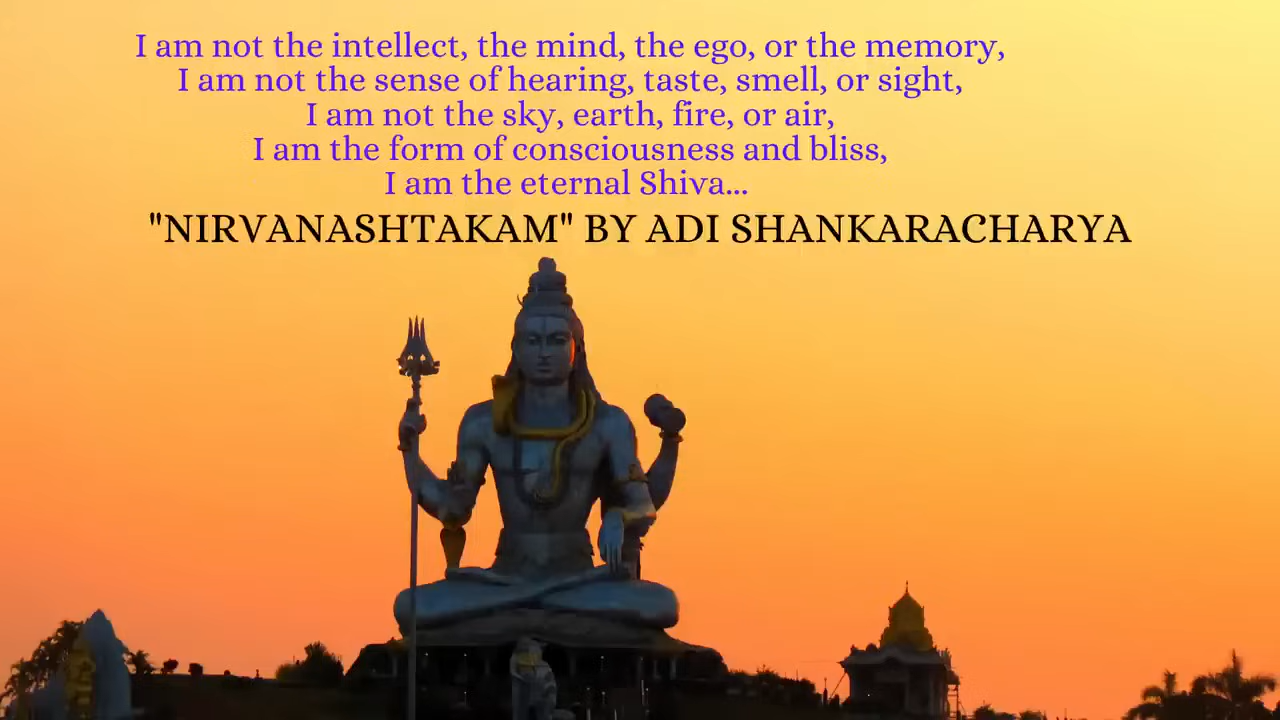 I am not the intellect, the mind, the ego, or the memory,
I am not the sense of hearing, taste, smell, or sight,
I am not the sky, earth, fire, or air,
I am the form of consciousness and bliss,
I am the eternal Shiva...
"NIRVANASHTAKAM" BY ADI SHANKARACHARYA